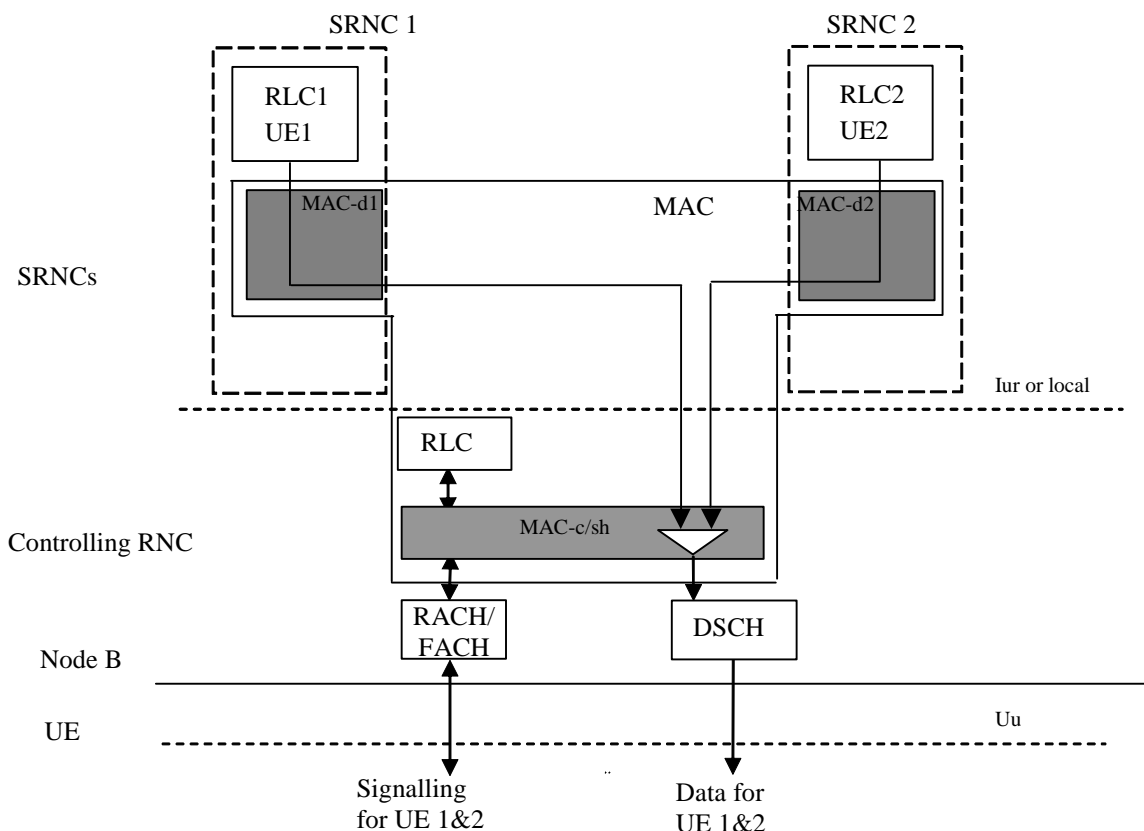 SRNC 1
SRNC 2
RLC1
UE1
RLC2
UE2
MAC-d1
MAC
MAC-d2
SRNCs
Iur or local
RLC
MAC-c/sh
Controlling RNC
RACH/
FACH
DSCH
Node B
UE
Uu
Signalling
for UE 1&2
Data for
UE 1&2